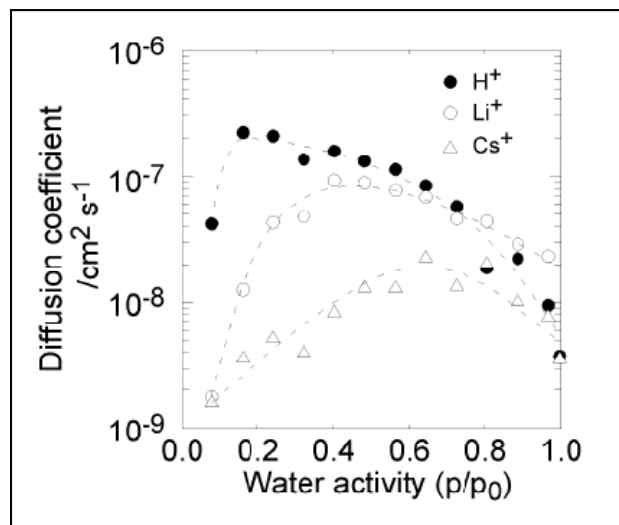 10⁻⁶
H⁺
Li⁺
Cs⁺
10⁻⁷
Diffusion coefficient
/cm² s⁻¹
10⁻⁸
10⁻⁹
0.0 0.2 0.4 0.6 0.8 1.0
Water activity (p/p₀)